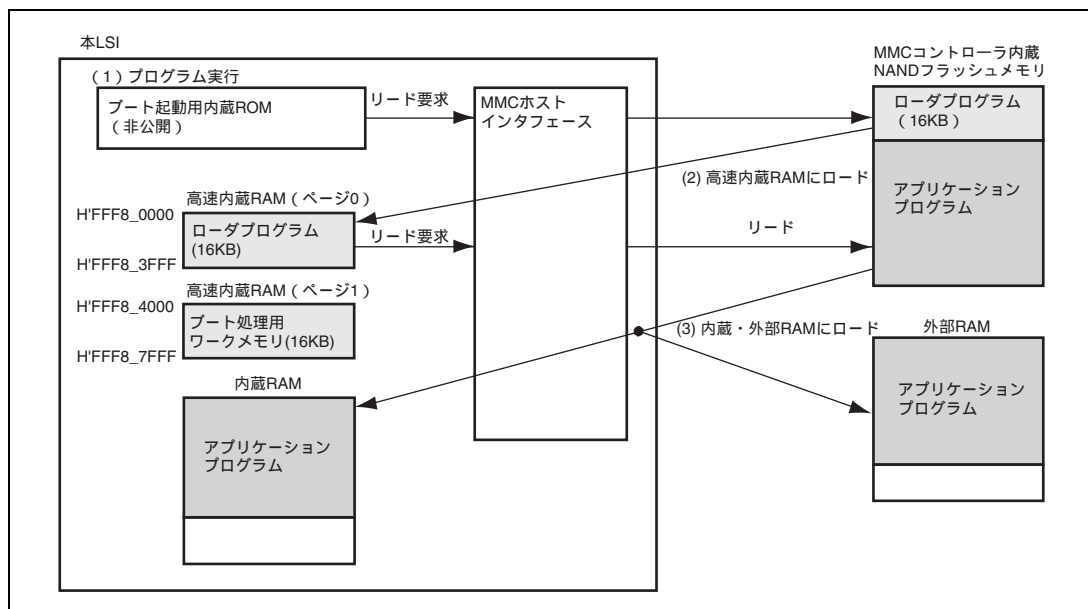 本LSI
MMCコントローラ内蔵
NANDフラッシュメモリ
(1)プログラム実行
ブート起動用内蔵ROM
(非公開)
リード要求
MMCホスト
インタフェース
ローダプログラム
(16KB)
(2) 高速内蔵RAMにロード
アプリケーション
プログラム
高速内蔵RAM(ページ0)
H'FFF8_0000
ローダプログラム
(16KB)
リード要求
リード
H'FFF8_3FFF
高速内蔵RAM(ページ1)
H'FFF8_4000
ブート処理用
ワークメモリ(16KB)
H'FFF8_7FFF
(3) 内蔵・外部RAMにロード
外部RAM
内蔵RAM
アプリケーション
プログラム
アプリケーション
プログラム